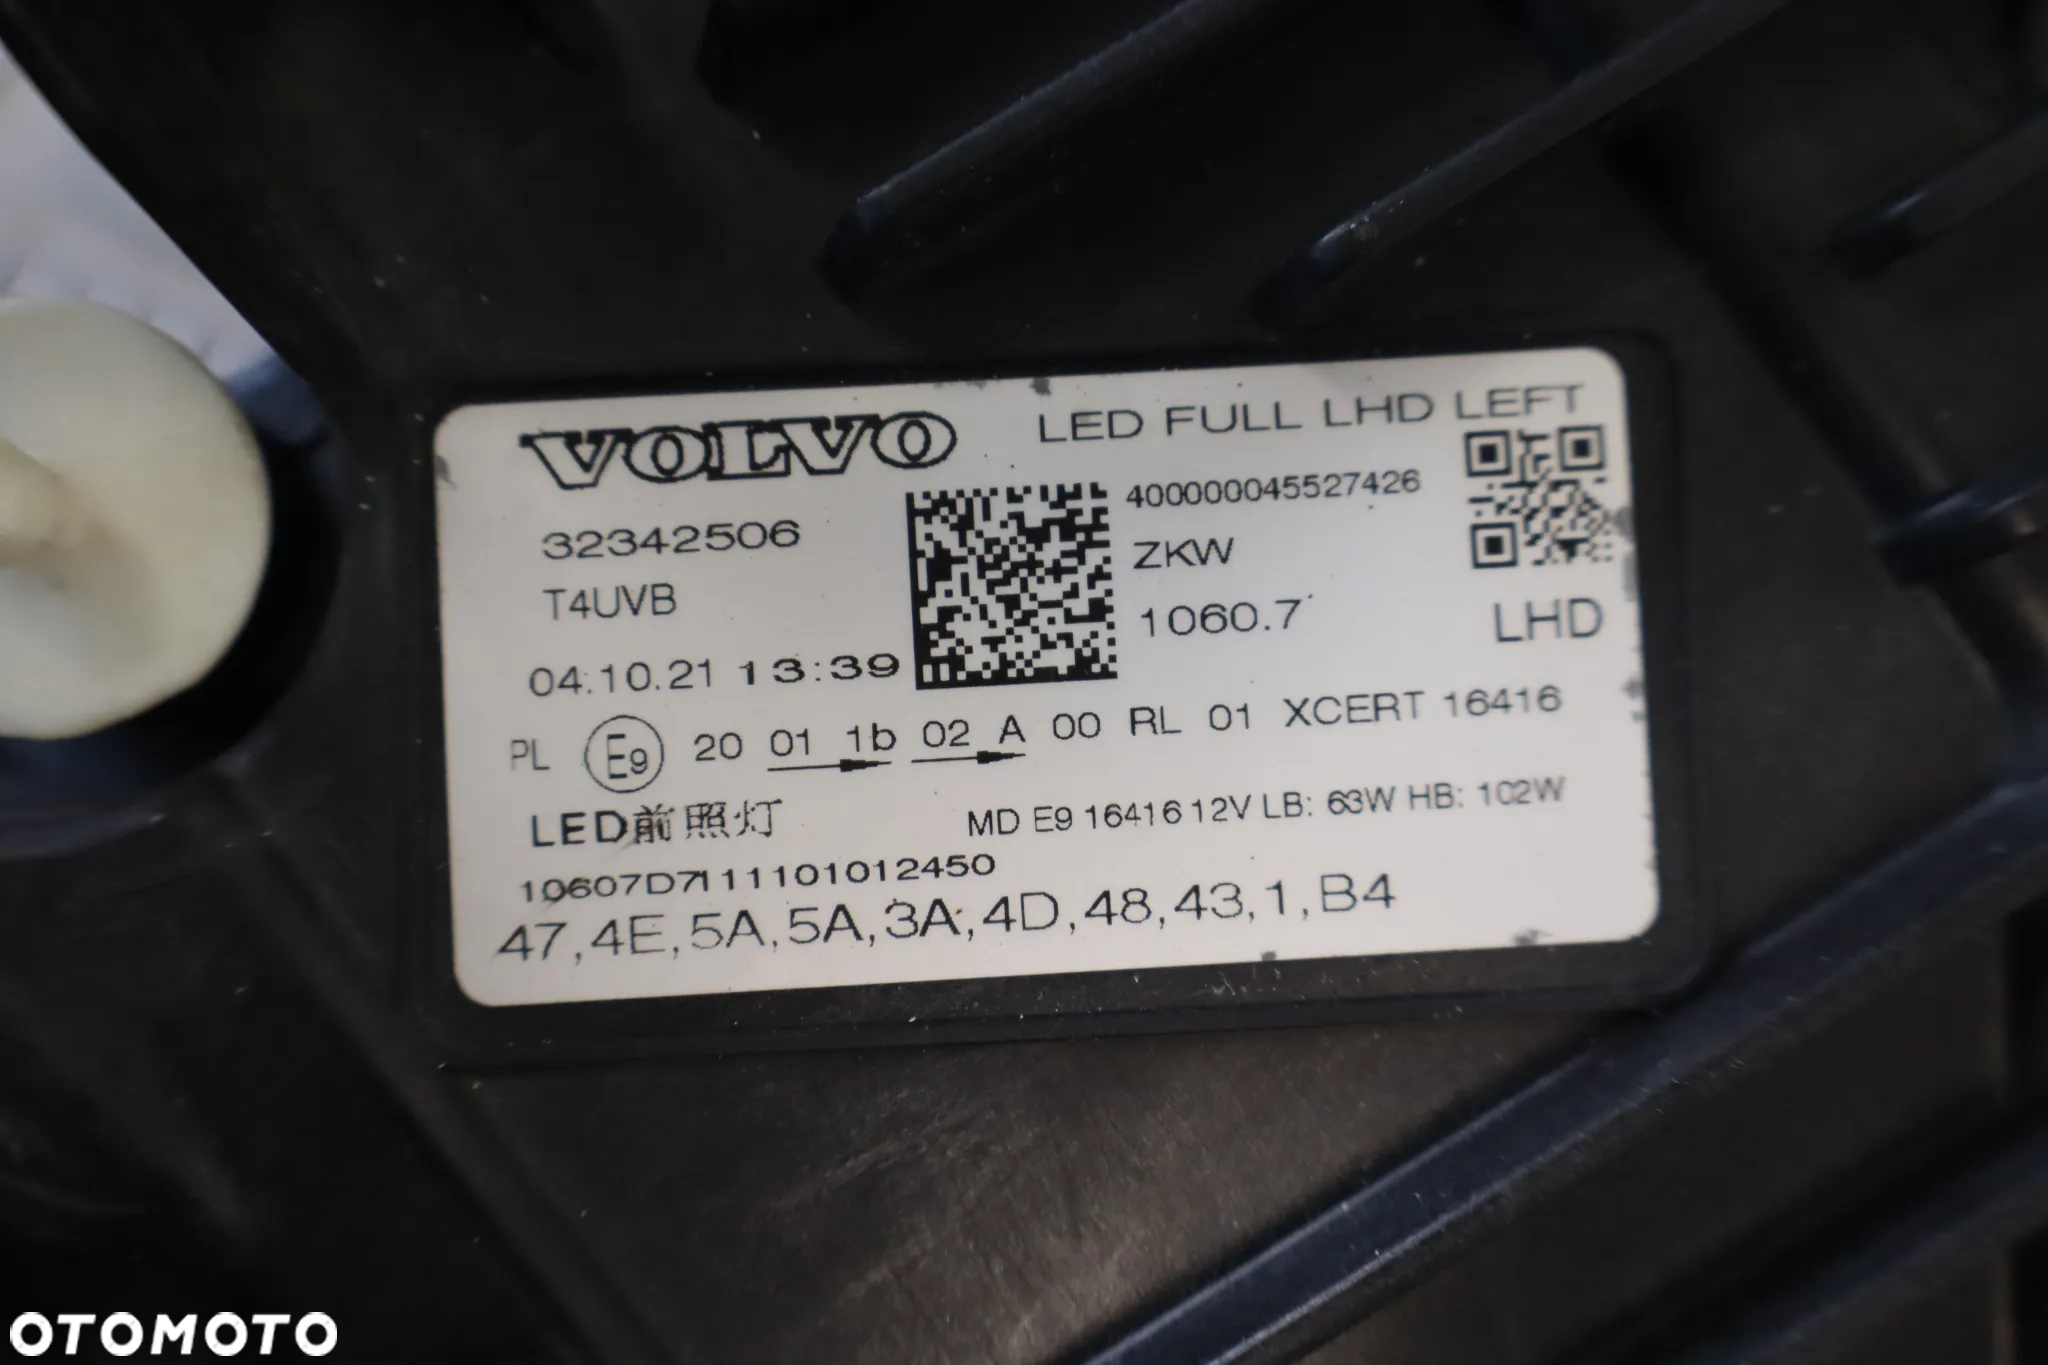 VOLVO LED FULL LHD LEFT
32342506 400000045527426
T4UVB ZKW
04.10.21 13:39 1060.7 LHD
PL E9 20 01 1b 02 A 00 RL 01 XCERT 16416
LED前照灯 MD E9 16416 12V LB: 63W HB: 102W
10607D7111101012450
47,4E,5A,5A,3A,4D,48,43,1,B4
OTOMOTO